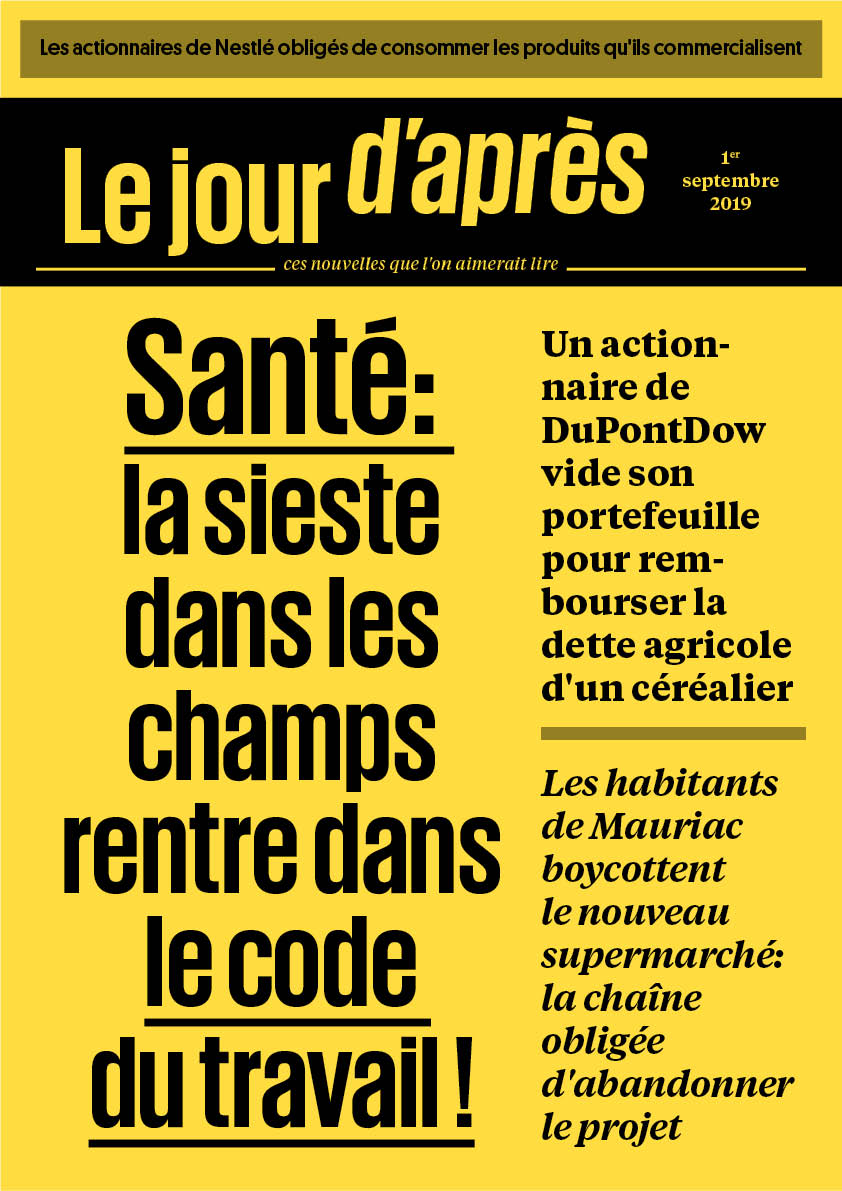 Les actionnaires de Nestlé obligés de consommer les produits qu'ils commercialisent
Le jour d'après
1er
septembre
2019
ces nouvelles que l'on aimerait lire
Santé:
la sieste
dans les
champs
rentre dans
le code
du travail !
Un action-
naire de
DuPontDow
vide son
portefeuille
pour rem-
bourser la
dette agricole
d'un céréalier
Les habitants
de Mauriac
boycottent
le nouveau
supermarché:
la chaîne
obligée
d'abandonner
le projet